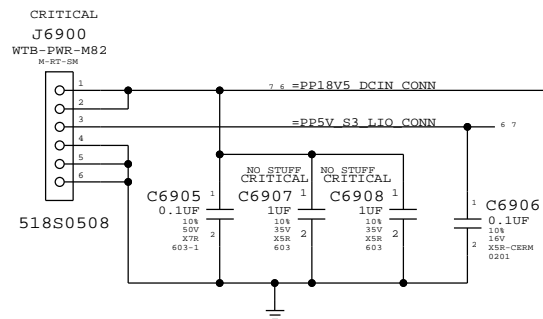 CRITICAL
J6900
WTB-PWR-M82
M-RT-SM
1
2
3
4
5
6
518S0508
7 6 =PP18V5_DCIN_CONN
=PP5V_S3_LIO_CONN 6 7
C6905 1
0.1UF
10%
50V 2
X7R
603-1
NO STUFF
CRITICAL
C6907 1
1UF
10%
35V 2
X5R
603
NO STUFF
CRITICAL
C6908 1
1UF
10%
35V 2
X5R
603
1 C6906
0.1UF
10%
2 16V
X5R-CERM
0201